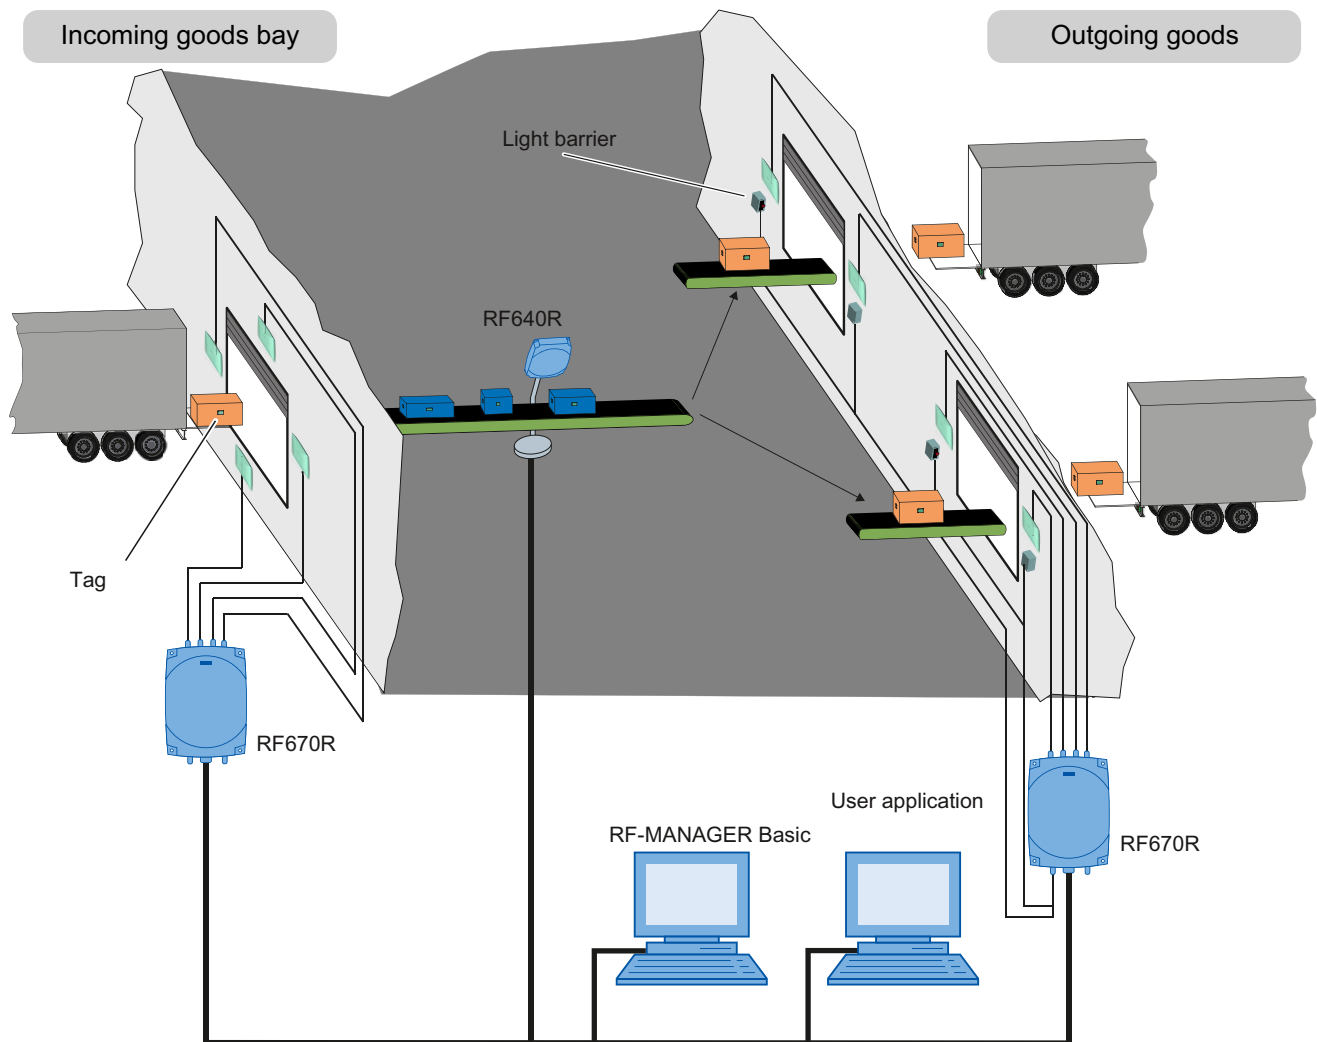 Incoming goods bay
Outgoing goods
Light barrier
RF640R
Tag
RF670R
User application
RF-MANAGER Basic
RF670R